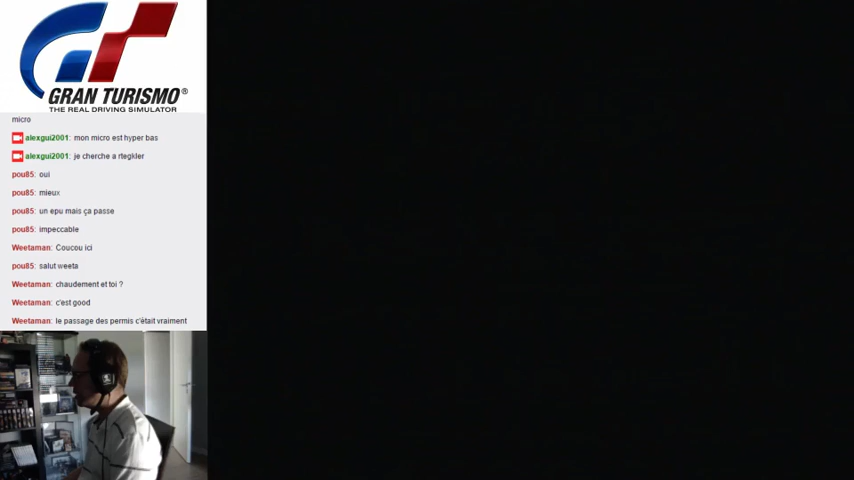 GRAN TURISMO®
THE REAL DRIVING SIMULATOR
micro
alexgui2001: mon micro est hyper bas
alexgui2001: je cherche a rtegkler
pou85: oui
pou85: mieux
pou85: un epu mais ça passe
pou85: impeccable
Weetaman: Coucou ici
pou85: salut weeta
Weetaman: chaudement et toi ?
Weetaman: c'est good
Weetaman: le passage des permis c'était vraiment